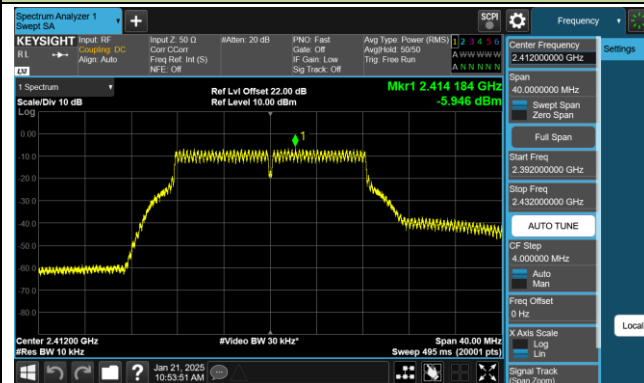 Spectrum Analyzer 1
Swept SA
SCPI
Frequency
KEYSIGHT
RL
LXI
Input: RF
Coupling: DC
Align: Auto
Input Z: 50 Ω
Corr CCorr
Freq Ref: Int (S)
NFE: Off
#Atten: 20 dB
PNO: Fast
Gate: Off
IF Gain: Low
Sig Track: Off
Avg Type: Power (RMS)
Avg|Hold: 50/50
Trig: Free Run
1 2 3 4 5 6
A W W W W W
A N N N N N
1 Spectrum
Scale/Div 10 dB
Log
Ref Lvl Offset 22.00 dB
Ref Level 10.00 dBm
Mkr1 2.414 184 GHz
-5.946 dBm
1
0.00
-10.0
-20.0
-30.0
-40.0
-50.0
-60.0
-70.0
-80.0
Center 2.41200 GHz
#Res BW 10 kHz
#Video BW 30 kHz*
Span 40.00 MHz
Sweep 495 ms (20001 pts)
?
Jan 21, 2025
10:53:51 AM
Center Frequency
2.412000000 GHz
Settings
Span
40.0000000 MHz
Swept Span
Zero Span
Full Span
Start Freq
2.392000000 GHz
Stop Freq
2.432000000 GHz
AUTO TUNE
CF Step
4.000000 MHz
Auto
Man
Freq Offset
0 Hz
X Axis Scale
Log
Lin
Local
Signal Track
(Span Zoom)